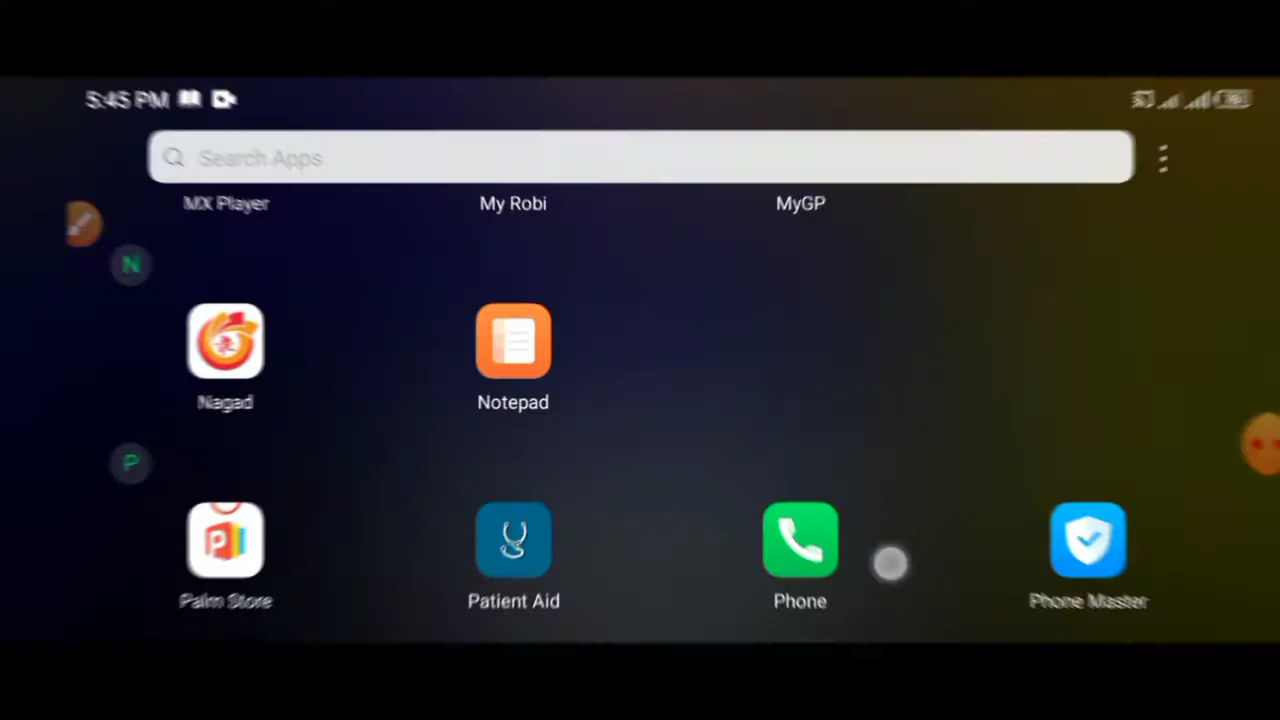 5:45 PM
Search Apps
MX Player My Robi MyGP
N
Nagad Notepad
P
Palm Store Patient Aid Phone Phone Master